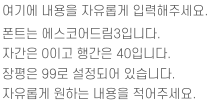 여기에 내용을 자유롭게 입력해주세요.
폰트는 에스코어드림3입니다.
자간은 0이고 행간은 40입니다.
장평은 99로 설정되어 있습니다.
자유롭게 원하는 내용을 적어주세요.